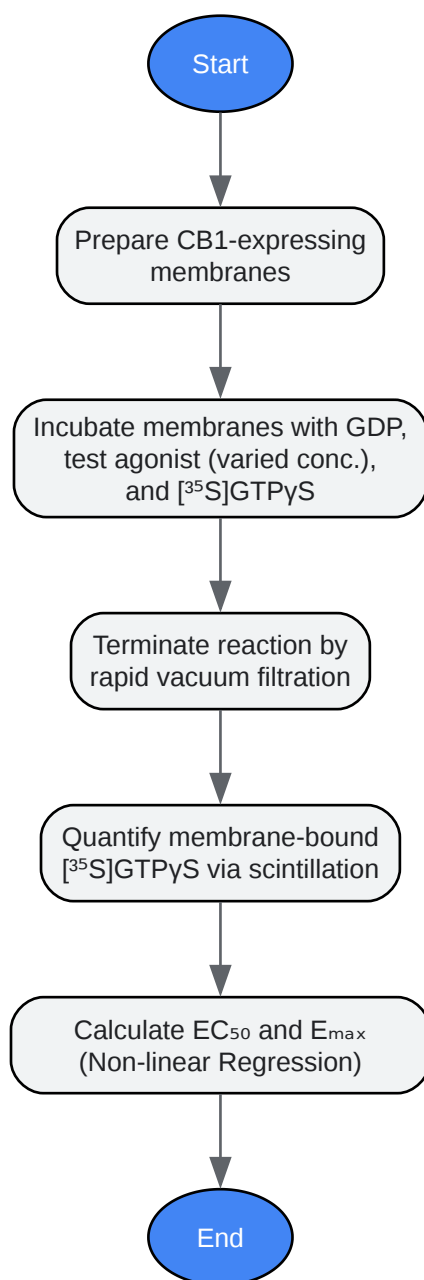 Start
Prepare CB1-expressing
membranes
Incubate membranes with GDP,
test agonist (varied conc.),
and [³⁵S]GTPγS
Terminate reaction by
rapid vacuum filtration
Quantify membrane-bound
[³⁵S]GTPγS via scintillation
Calculate EC₅₀ and Eₘₐₓ
(Non-linear Regression)
End